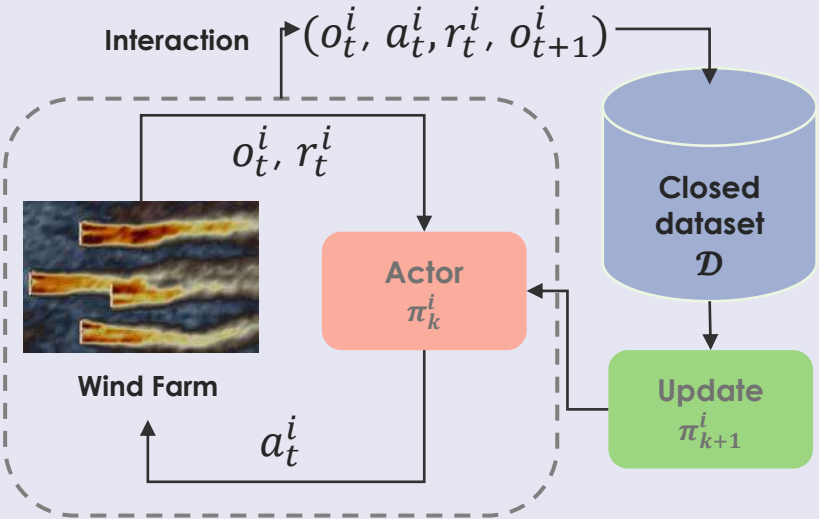 Interaction
(o_t^i, a_t^i, r_t^i, o_{t+1}^i)
o_t^i, r_t^i
Closed
dataset
𝓓
Actor
π_k^i
Wind Farm
Update
π_{k+1}^i
a_t^i